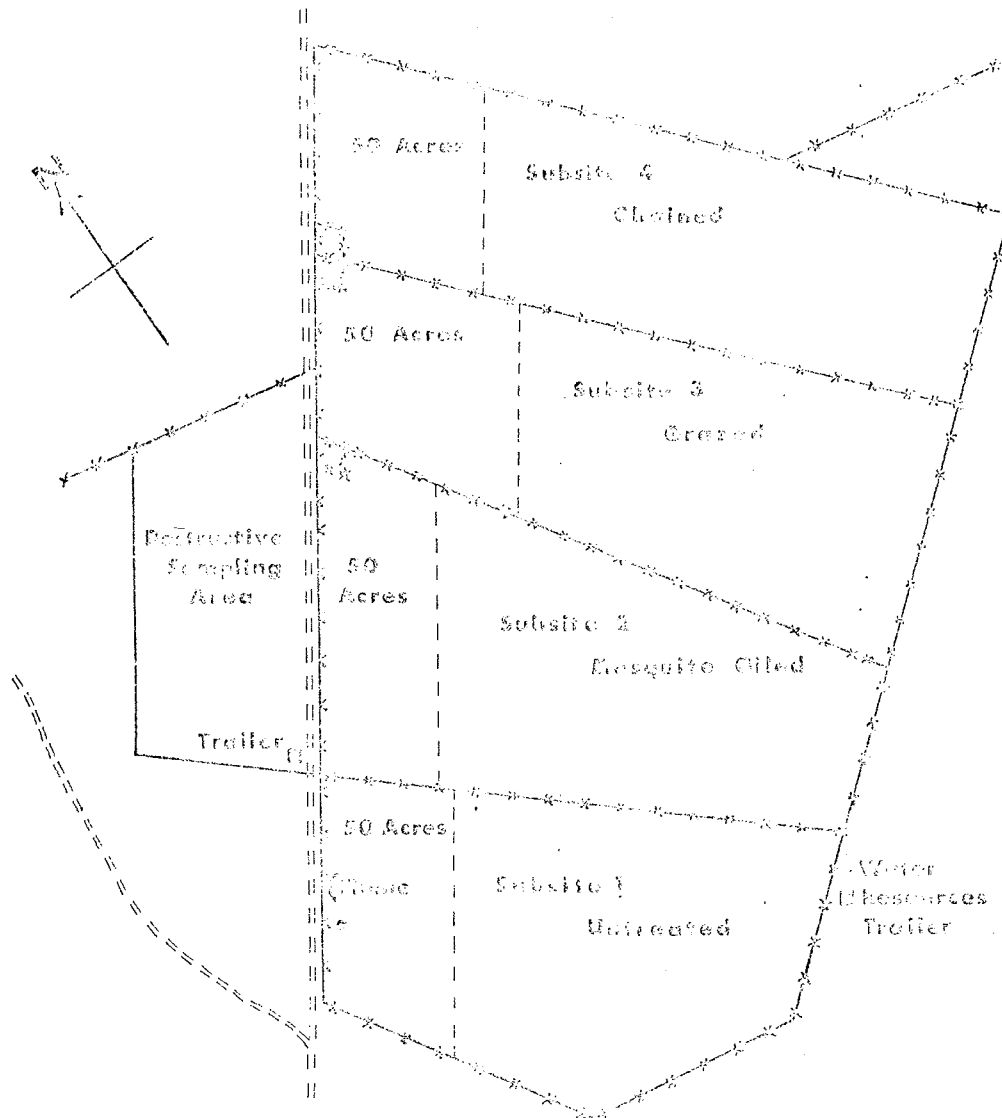 N
50 Acres
Subsite 4
Chained
50 Acres
Subsite 3
Grazed
Destructive
Sampling
Area
50
Acres
Subsite 2
Mesquite Oiled
Trailer
50 Acres
Subsite 1
Untreated
Water
Resources
Trailer